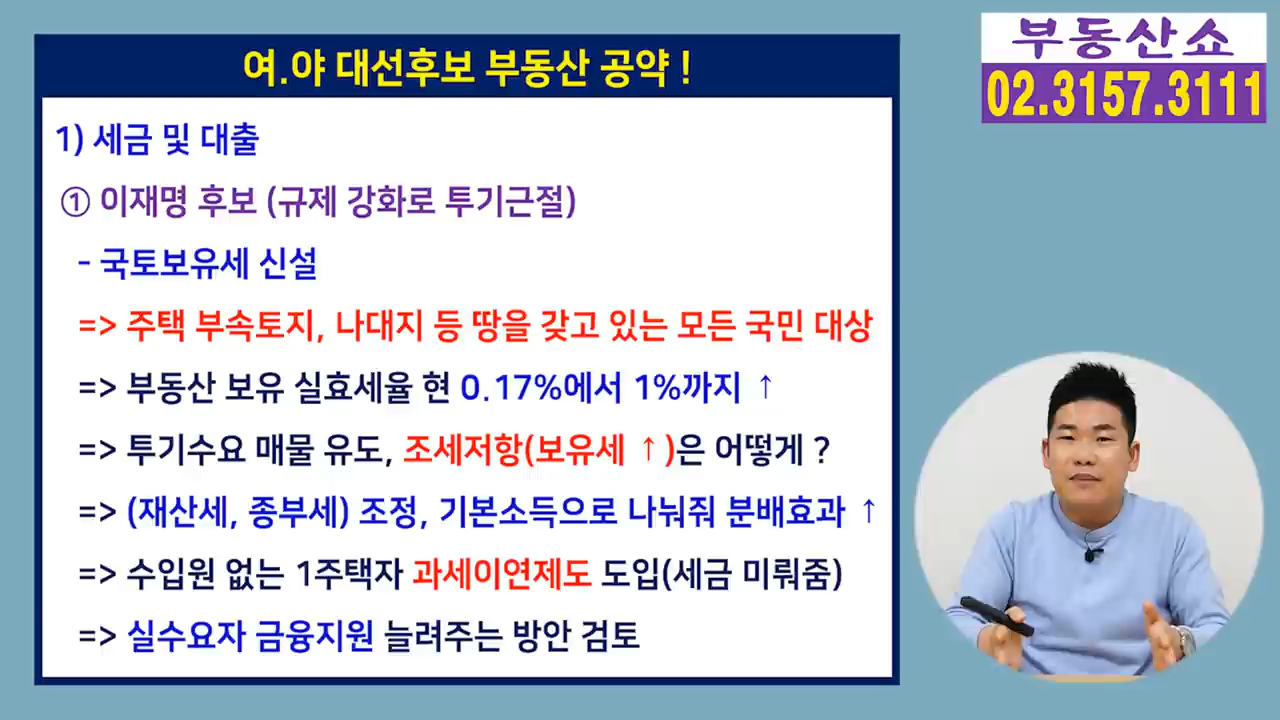 여.야 대선후보 부동산 공약 !
부동산쇼
02.3157.3111
1) 세금 및 대출
① 이재명 후보 (규제 강화로 투기근절)
- 국토보유세 신설
=> 주택 부속토지, 나대지 등 땅을 갖고 있는 모든 국민 대상
=> 부동산 보유 실효세율 현 0.17%에서 1%까지 ↑
=> 투기수요 매물 유도, 조세저항(보유세 ↑)은 어떻게 ?
=> (재산세, 종부세) 조정, 기본소득으로 나눠줘 분배효과 ↑
=> 수입원 없는 1주택자 과세이연제도 도입(세금 미뤄줌)
=> 실수요자 금융지원 늘려주는 방안 검토